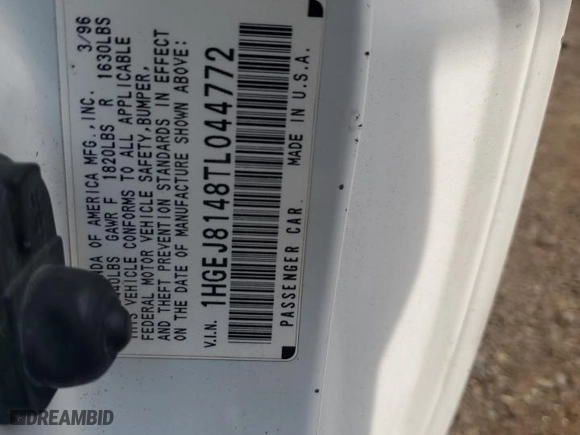 NDA OF AMERICA MFG.,INC. 3/96
40LBS GAWR F 1820LBS R 1630LBS
THIS VEHICLE CONFORMS TO ALL APPLICABLE
FEDERAL MOTOR VEHICLE SAFETY,BUMPER,
AND THEFT PREVENTION STANDARDS IN EFFECT
ON THE DATE OF MANUFACTURE SHOWN ABOVE:
V.I.N. 1HGEJ8148TL044772
PASSENGER CAR. MADE IN U.S.A.
DREAMBID